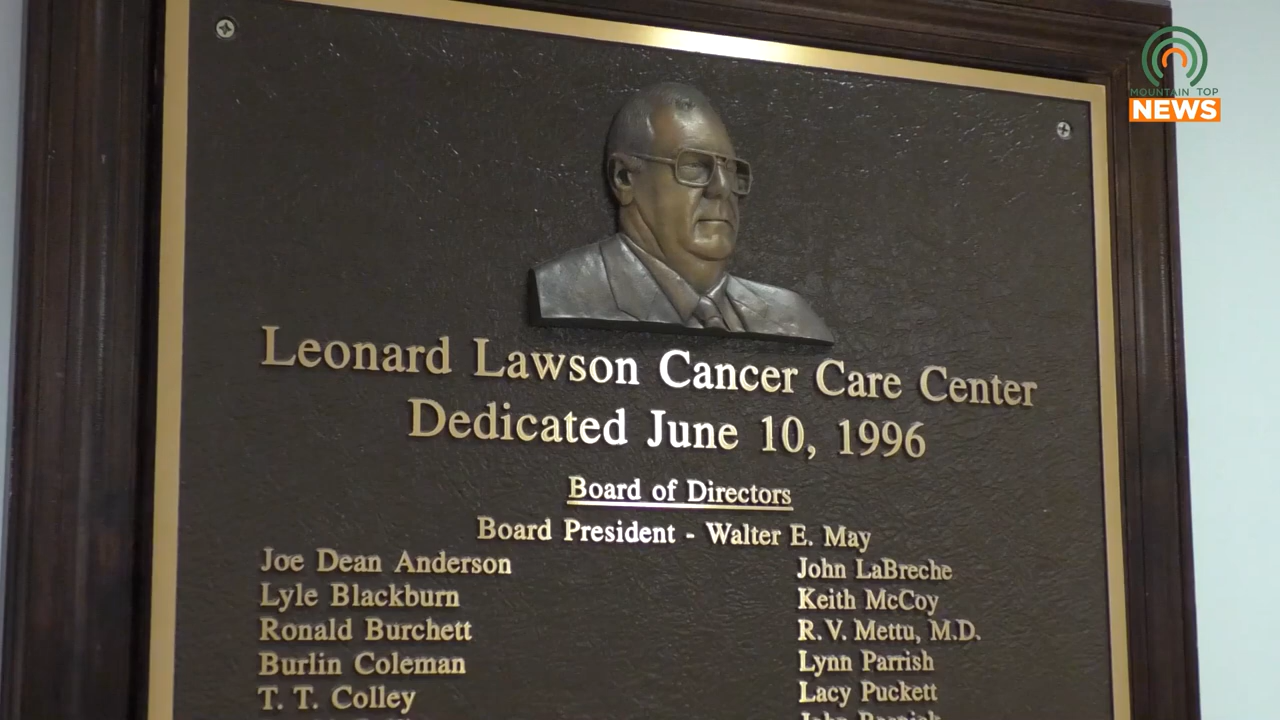 MOUNTAIN TOP
NEWS
Leonard Lawson Cancer Care Center
Dedicated June 10, 1996
Board of Directors
Board President - Walter E. May
Joe Dean Anderson
John LaBreche
Lyle Blackburn
Keith McCoy
Ronald Burchett
R.V. Mettu, M.D.
Burlin Coleman
Lynn Parrish
T. T. Colley
Lacy Puckett
John